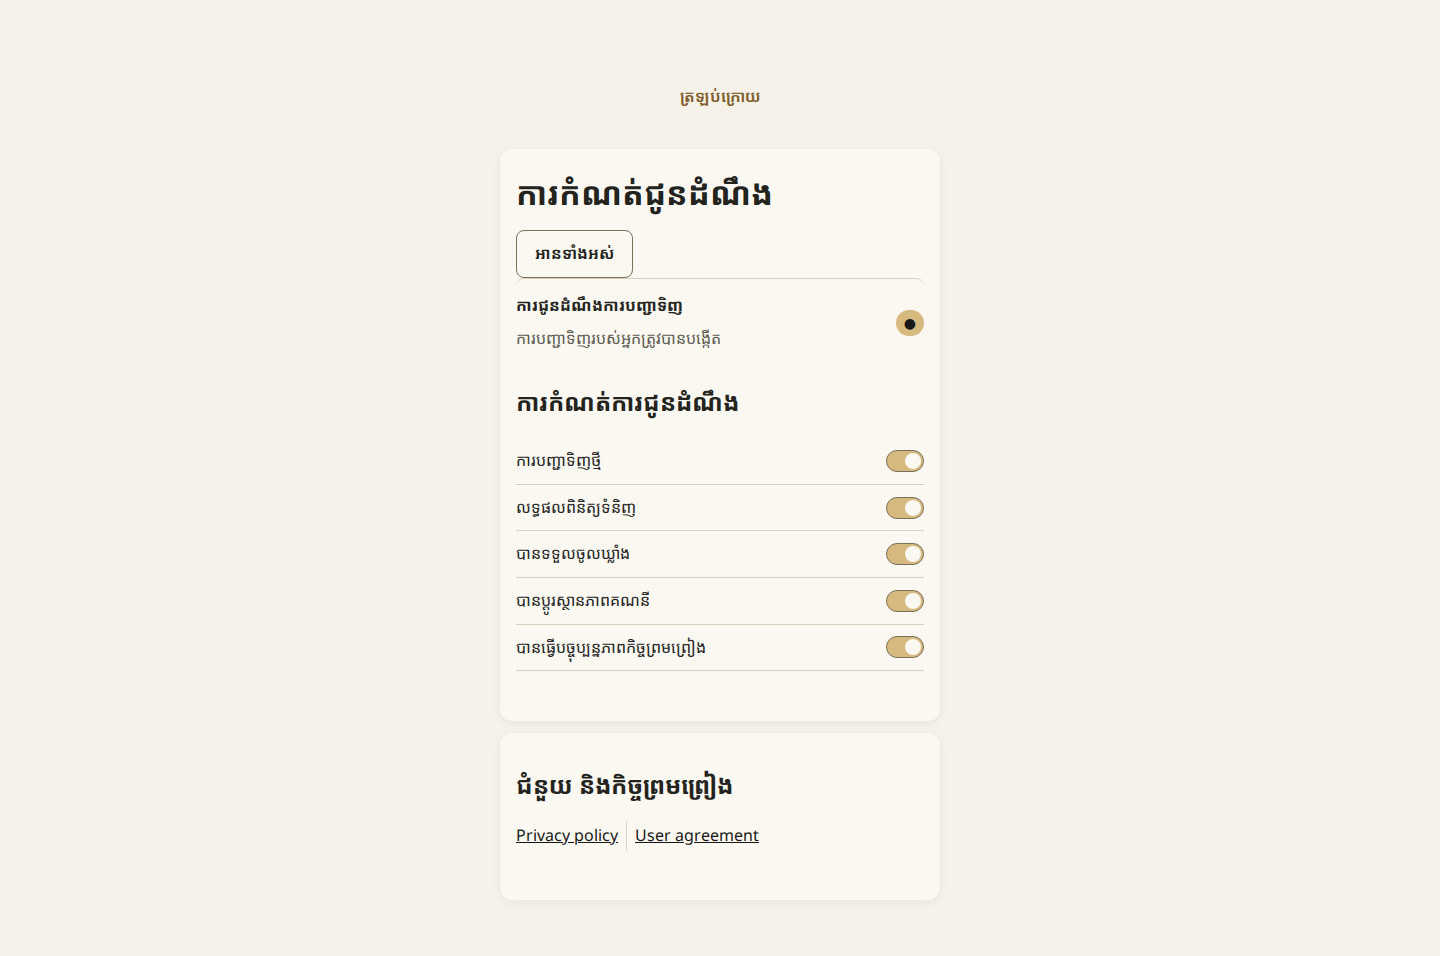 ត្រឡប់ក្រោយ
ការកំណត់ជូនដំណឹង
អានទាំងអស់
ការជូនដំណឹងការបញ្ជាទិញ
ការបញ្ជាទិញរបស់អ្នកត្រូវបានបង្កើត
ការកំណត់ការជូនដំណឹង
ការបញ្ជាទិញថ្មី
លទ្ធផលពិនិត្យទំនិញ
បានទទួលចូលឃ្លាំង
បានប្តូរស្ថានភាពគណនី
បានធ្វើបច្ចុប្បន្នភាពកិច្ចព្រមព្រៀង
ជំនួយ និងកិច្ចព្រមព្រៀង
Privacy policy User agreement